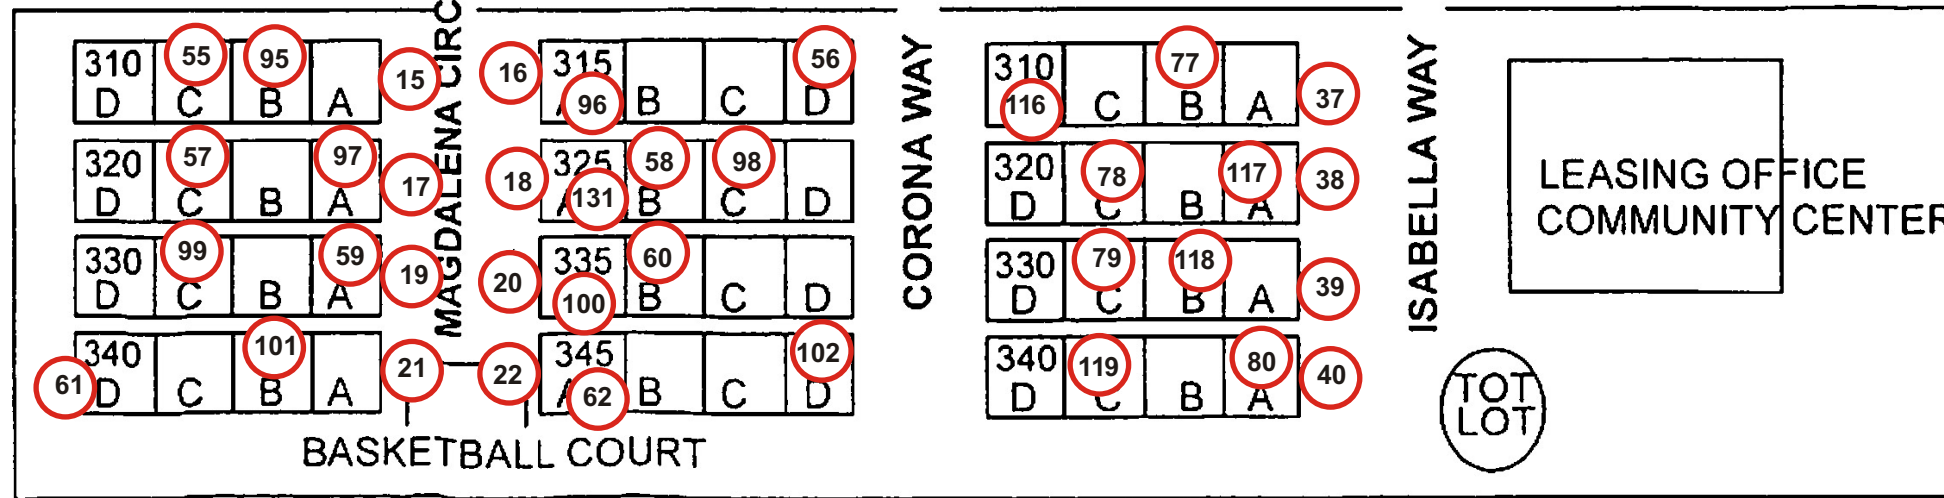 MAGDALENA CIRC
310 55 95 15
D C B A
16 315 56
96 B C D
320 57 97 17
D C B A
18 325 58 98
131 B C D
330 99 59 19
D C B A
20 335 60
100 B C D
340 101 21
61 D C B A
22 345 102
A 62 B C D
BASKETBALL COURT
CORONA WAY
310 77 37
116 C B A
320 78 117 38
D C B A
330 79 118 39
D C B A
340 119 80 40
D C B A
ISABELLA WAY
LEASING OFFICE
COMMUNITY CENTER
TOT
LOT